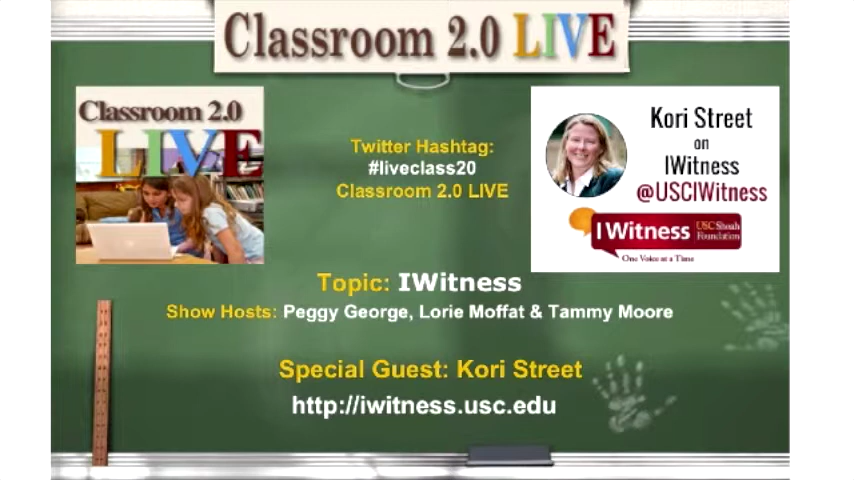 Classroom 2.0 LIVE
Classroom 2.0
LIVE
Twitter Hashtag:
#liveclass20
Classroom 2.0 LIVE
Kori Street
on
IWitness
@USCIWitness
IWitness USC Shoah
Foundation
One Voice at a Time
Topic: IWitness
Show Hosts: Peggy George, Lorie Moffat & Tammy Moore
Special Guest: Kori Street
http://iwitness.usc.edu